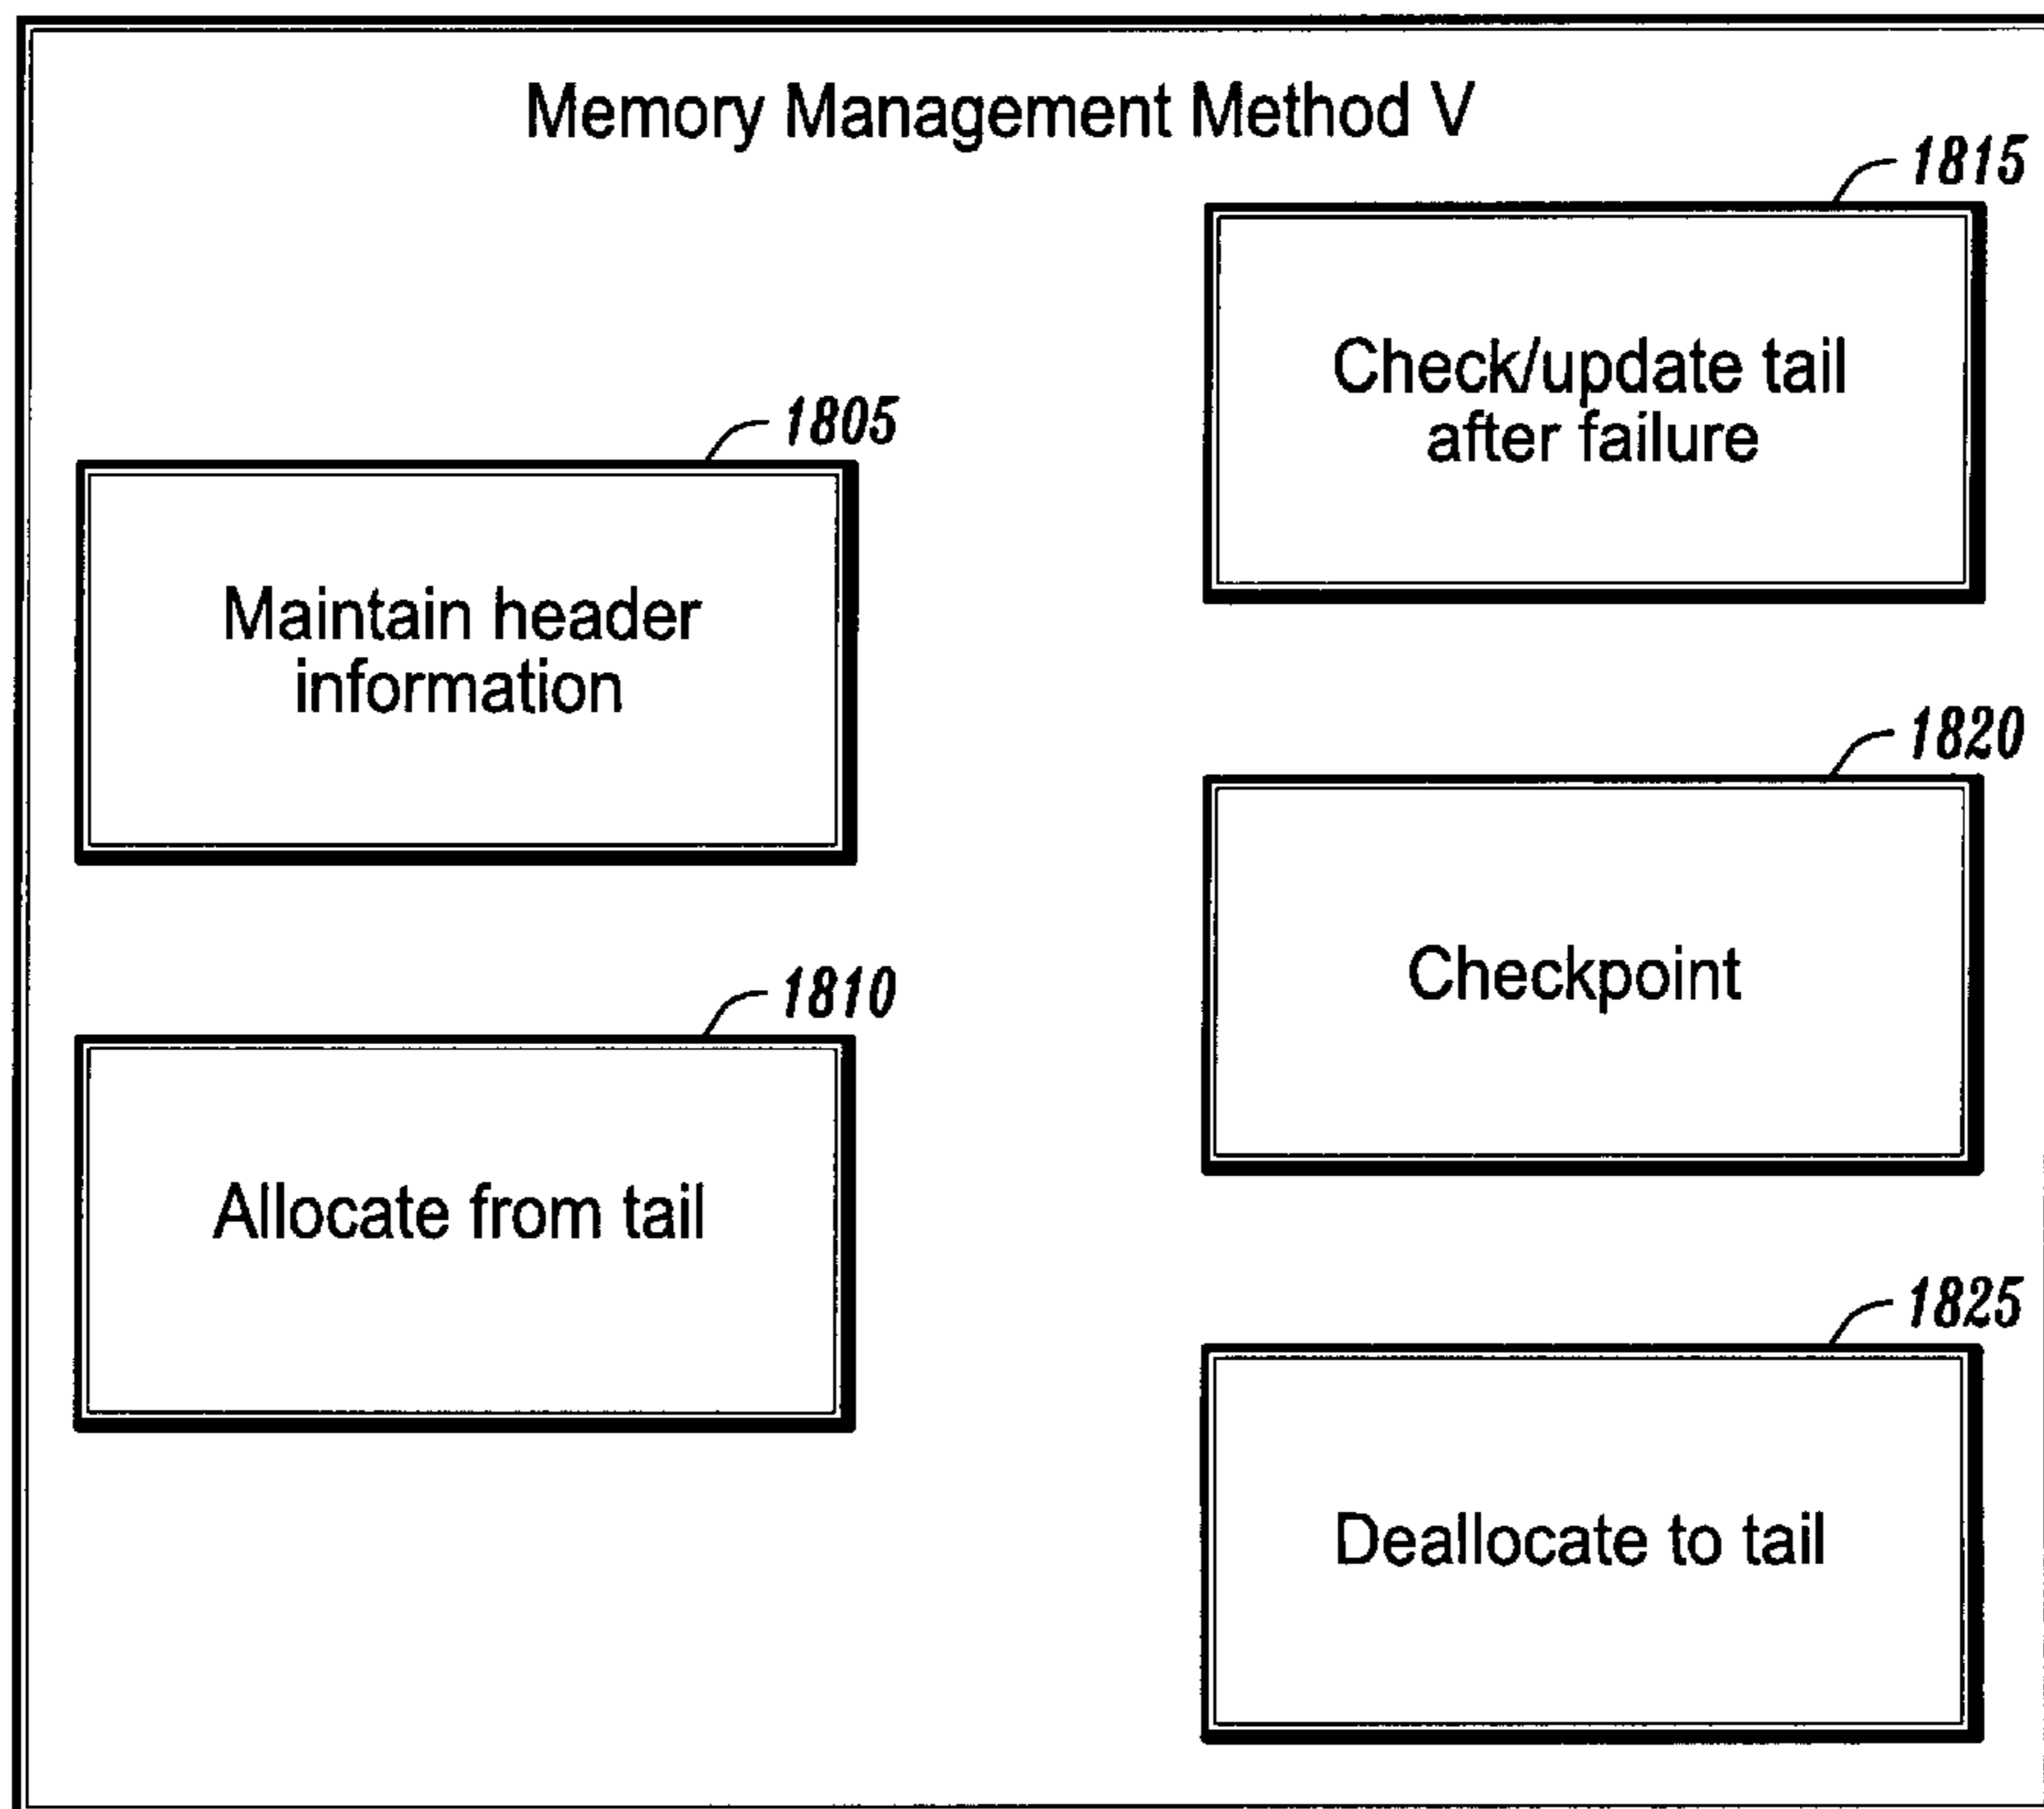 Memory Management Method V
1805
Maintain header
information
1810
Allocate from tail
1815
Check/update tail
after failure
1820
Checkpoint
1825
Deallocate to tail